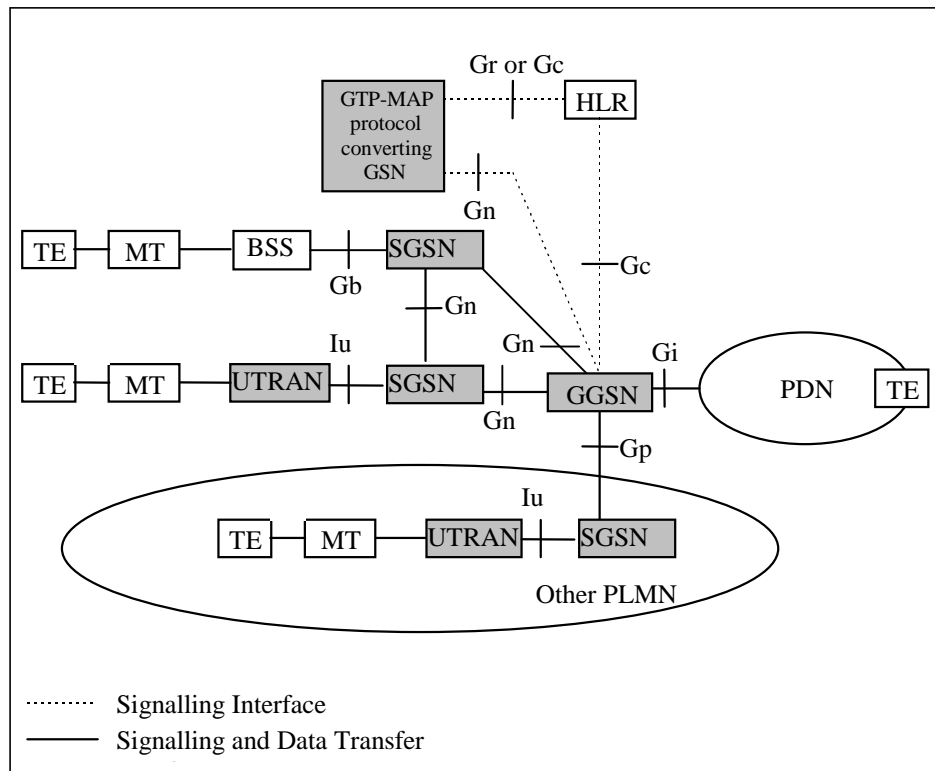 Gr or Gc
GTP-MAP
protocol
converting
GSN
HLR
Gn
TE
MT
BSS
SGSN
Gb
Gc
Gn
Iu
Gn
Gi
TE
MT
UTRAN
SGSN
Gn
GGSN
PDN
TE
Gp
Iu
TE
MT
UTRAN
SGSN
Other PLMN
Signalling Interface
Signalling and Data Transfer